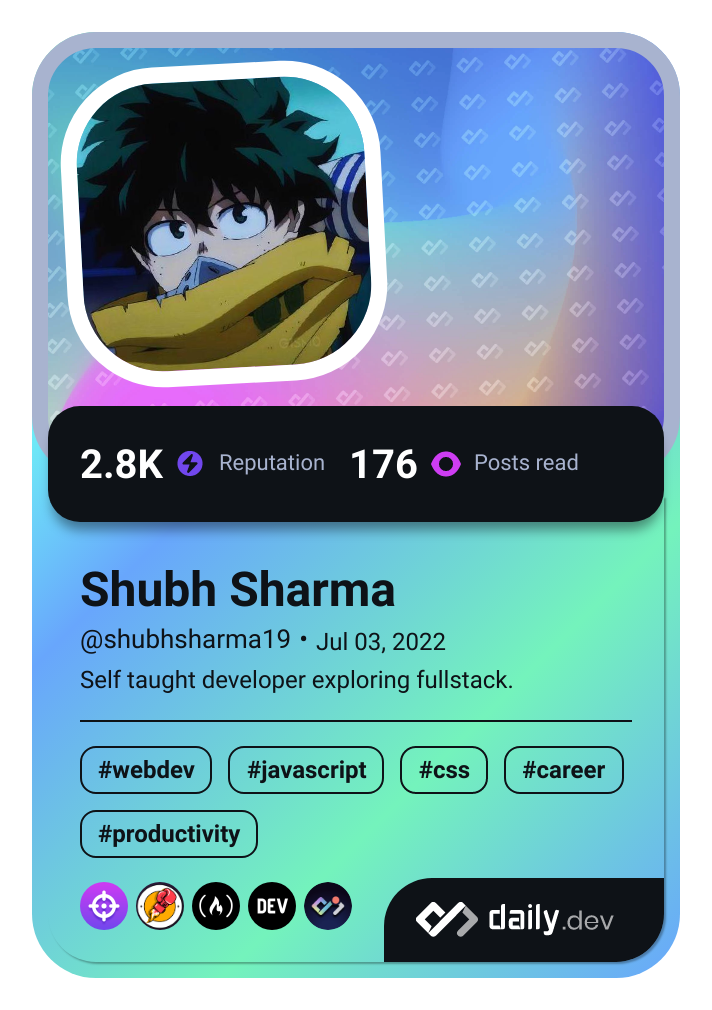 2.8K Reputation 176 Posts read
Shubh Sharma
@shubhsharma19 • Jul 03, 2022
Self taught developer exploring fullstack.
#webdev #javascript #css #career
#productivity
DEV
daily.dev